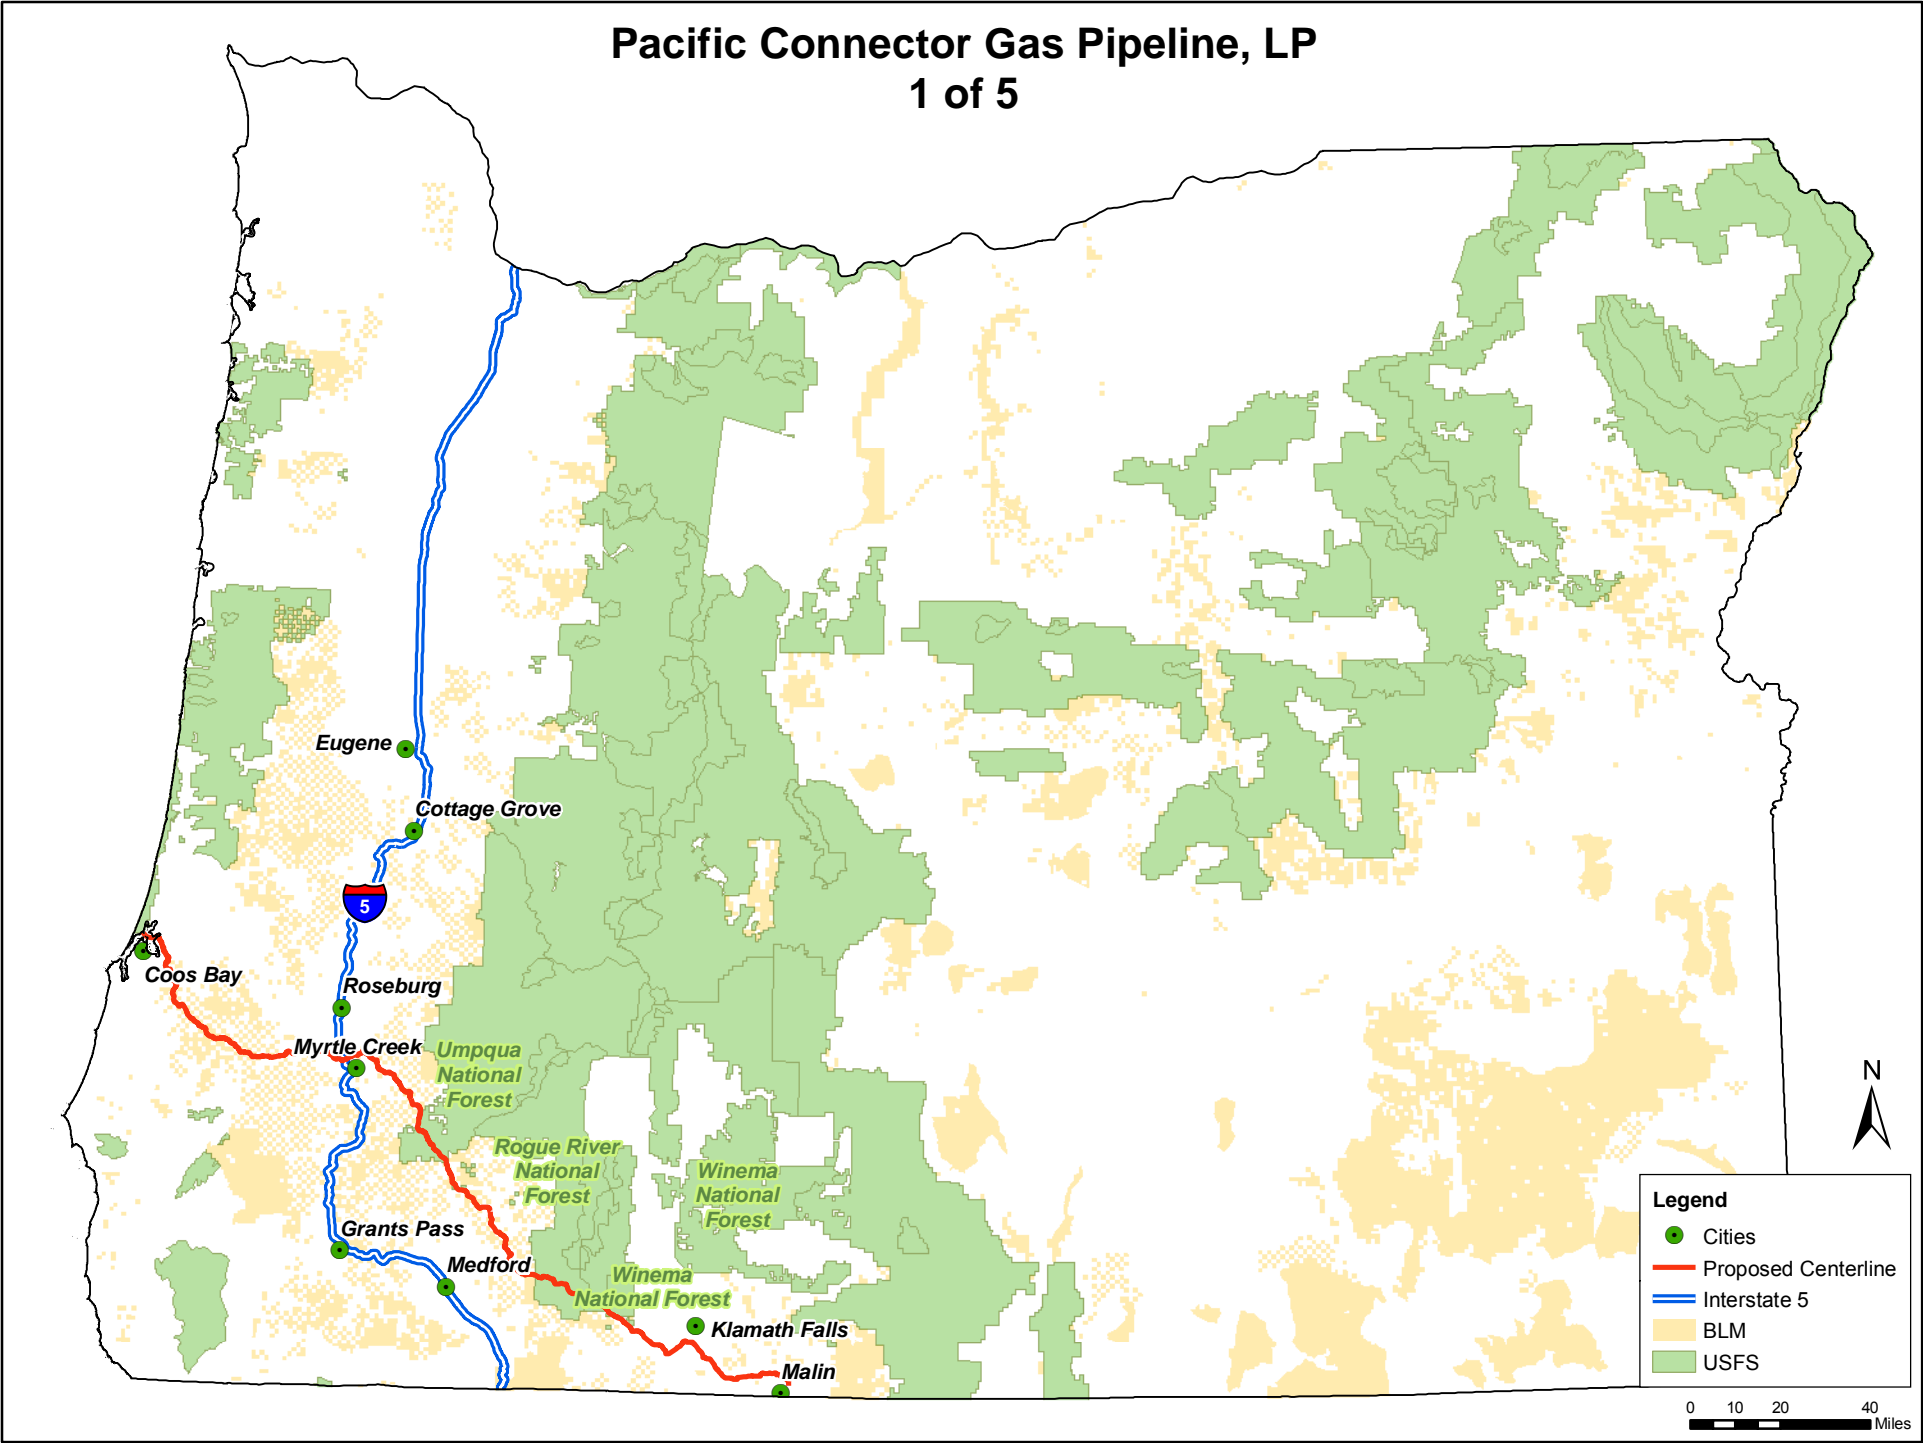 Pacific Connector Gas Pipeline, LP
1 of 5
Eugene
Cottage Grove
5
Coos Bay
Roseburg
Myrtle Creek
Umpqua
National
Forest
Rogue River
National
Forest
Winema
National
Forest
Grants Pass
Medford
Winema
National Forest
Klamath Falls
Malin
N
Legend
Cities
Proposed Centerline
Interstate 5
BLM
USFS
0 10 20 40
Miles